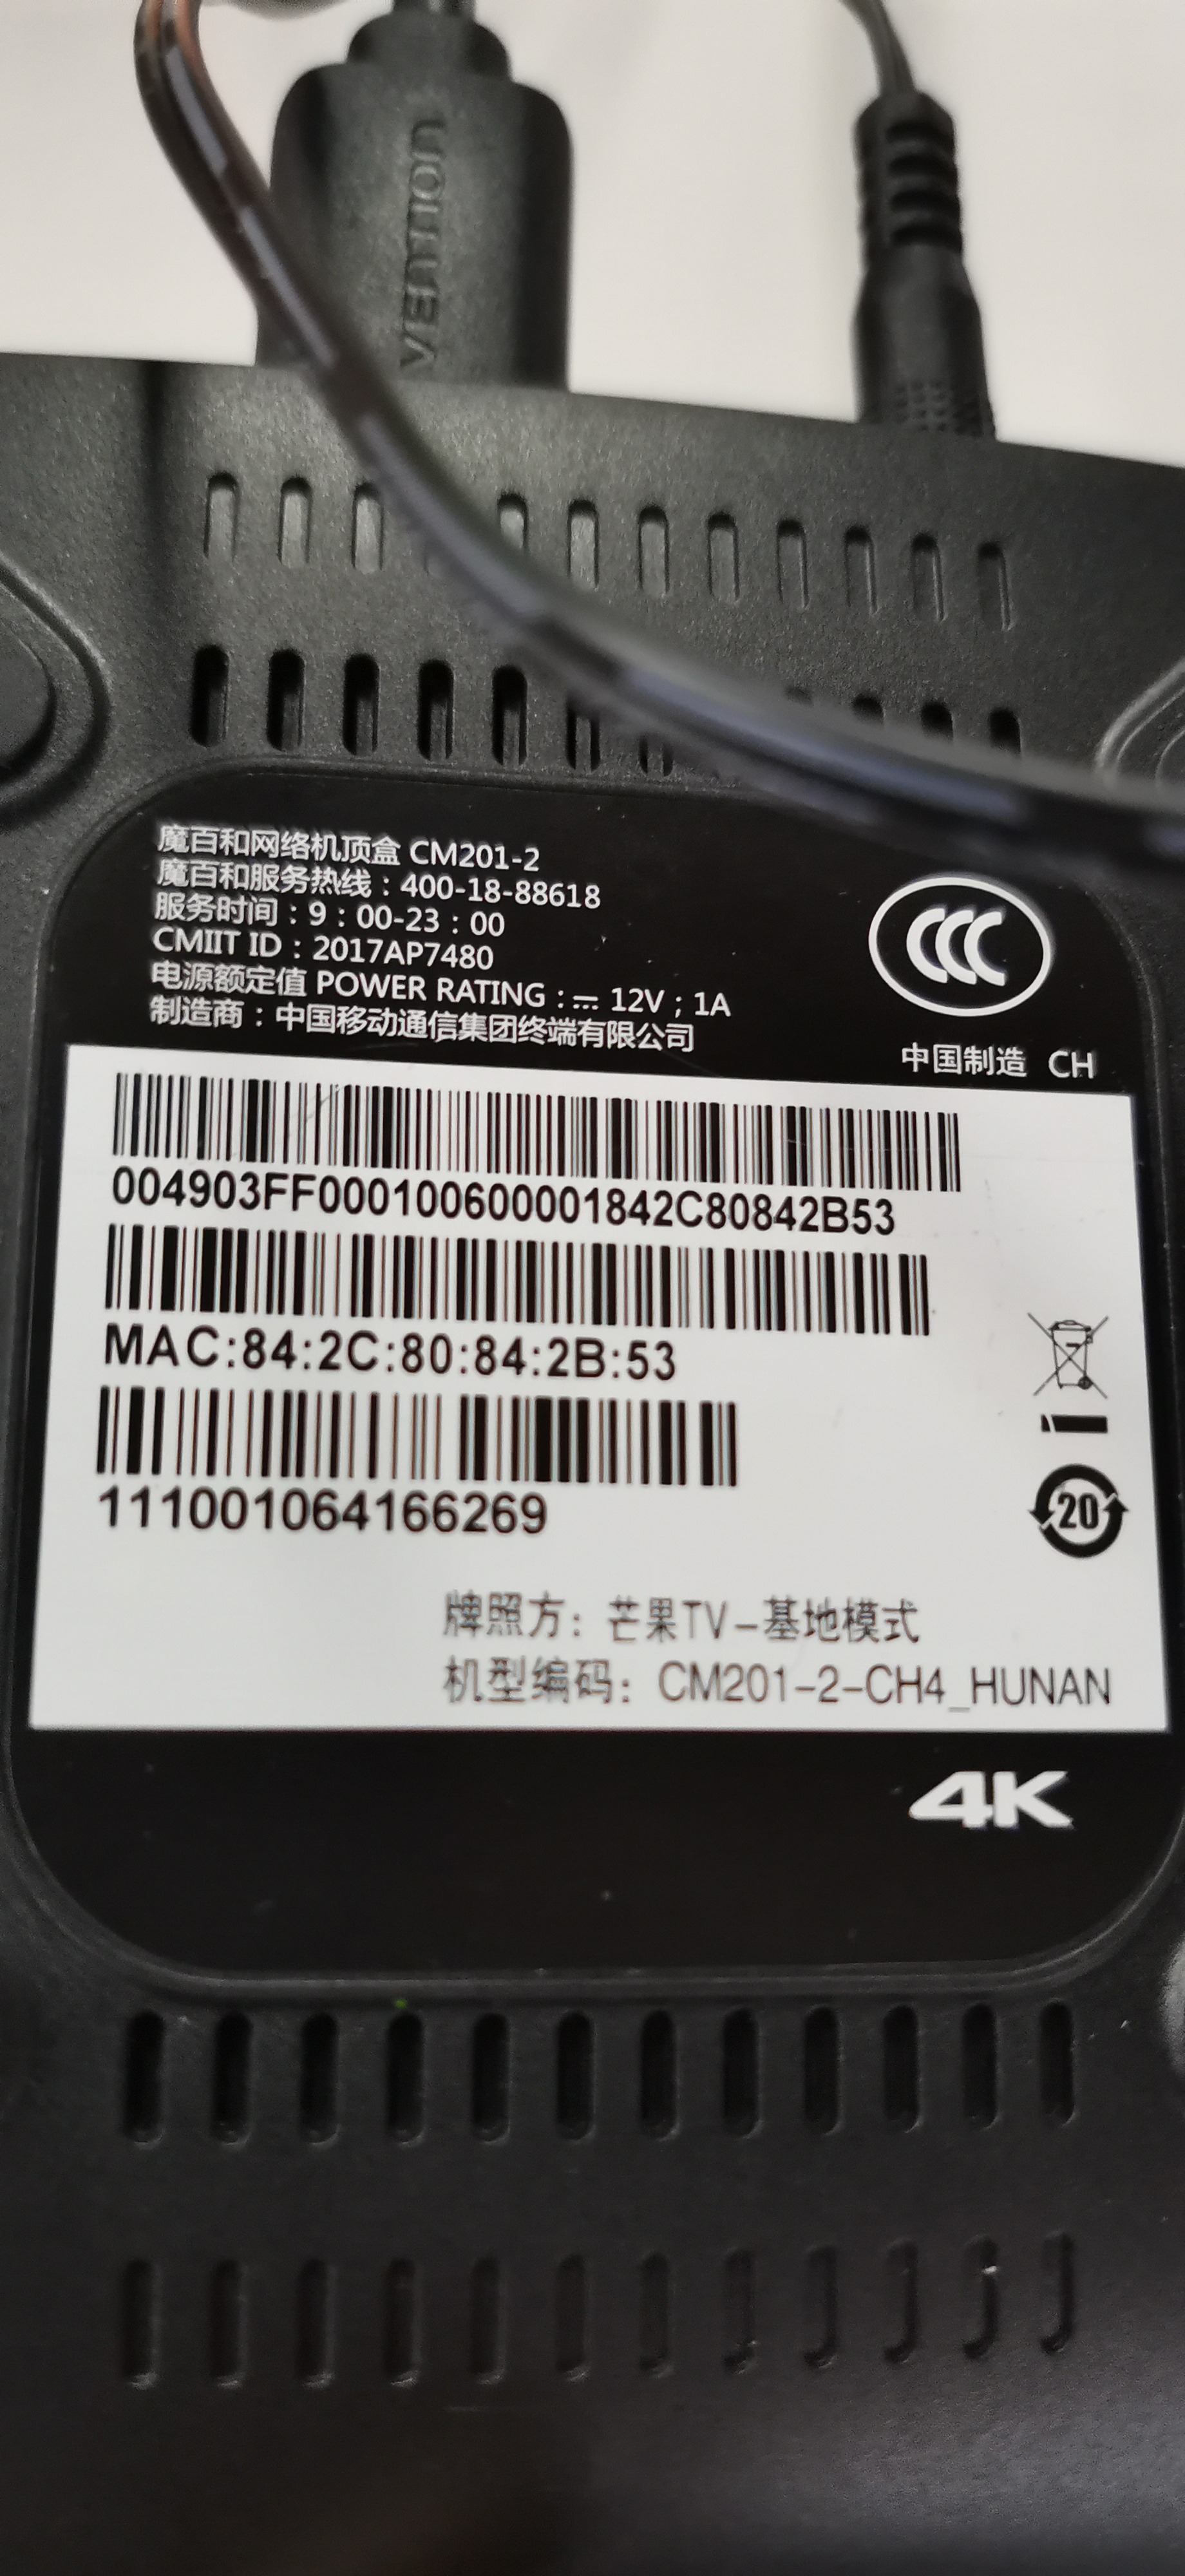 VENTION
魔百和网络机顶盒 CM201-2
魔百和服务热线：400-18-88618
服务时间：9：00-23：00
CMIIT ID：2017AP7480
电源额定值 POWER RATING：⎓ 12V；1A
制造商：中国移动通信集团终端有限公司
CCC
中国制造 CH
004903FF000100600001842C80842B53
MAC:84:2C:80:84:2B:53
111001064166269
20
牌照方：芒果TV-基地模式
机型编码：CM201-2-CH4_HUNAN
4K